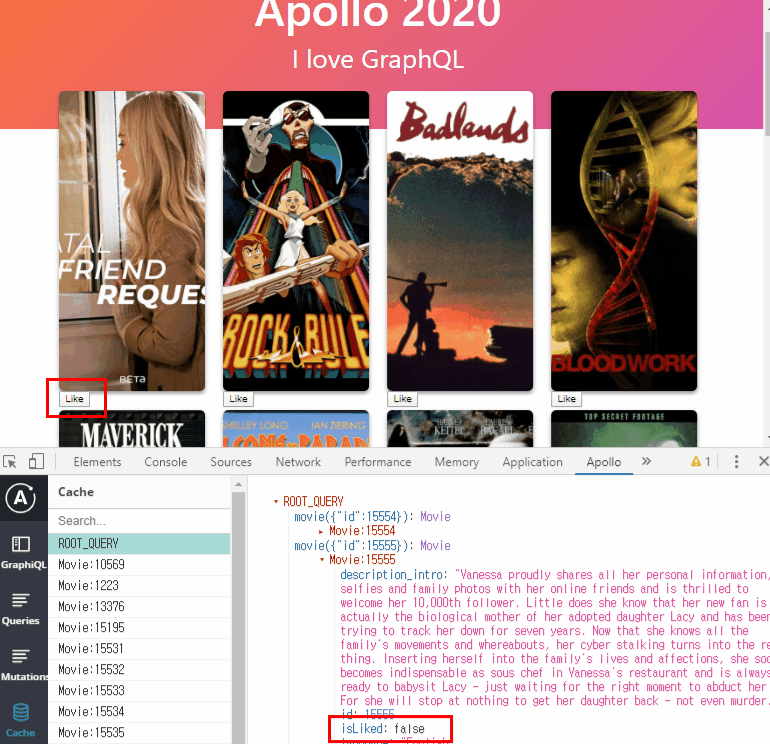 Apollo 2020
I love GraphQL
ATAL
FRIEND
REQUES
BETA
ROCK & RULE
Badlands
BLOODWORK
Like
Like
Like
Like
MAVERICK
SHELLEY LONG IAN ZIERING
HARVEY KEITEL
TOP SECRET FOOTAGE
Elements Console Sources Network Performance Memory Application Apollo » 1
Cache
Search...
ROOT_QUERY
Movie:10569
Movie:1223
Movie:13376
Movie:15195
Movie:15531
Movie:15532
Movie:15533
Movie:15534
Movie:15535
GraphiQL
Queries
Mutations
Cache
ROOT_QUERY
movie({"id":15554}): Movie
Movie:15554
movie({"id":15555}): Movie
Movie:15555
description_intro: "Vanessa proudly shares all her personal information,
selfies and family photos with her online friends and is thrilled to
welcome her 10,000th follower. Little does she know that her new fan is
actually the biological mother of her adopted daughter Lacy and has been
trying to track her down for seven years. Now that she knows all the
family's movements and whereabouts, her cyber stalking turns into the re
thing. Inserting herself into the family's lives and affections, she soo
becomes indispensable as sous chef in Vanessa's restaurant and is always
ready to babysit Lacy - just waiting for the right moment to abduct her
For she will stop at nothing to get her daughter back - not even murder.
id: 15555
isLiked: false